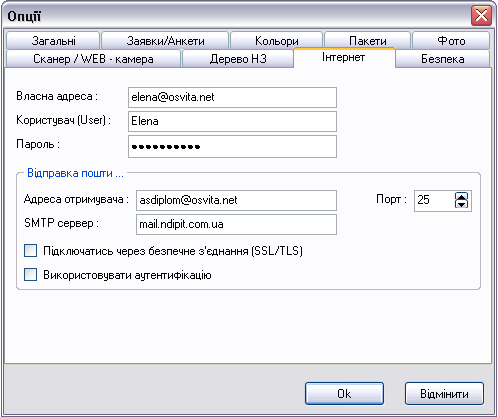 Опції
Загальні Заявки/Анкети Кольори Пакети Фото
Сканер / WEB - камера Дерево НЗ Інтернет Безпека
Власна адреса : elena@osvita.net
Користувач (User) : Elena
Пароль : ●●●●●●●●●●
Відправка пошти ...
Адреса отримувача : asdiplom@osvita.net Порт : 25
SMTP сервер : mail.ndipit.com.ua
Підключатись через безпечне з'єднання (SSL/TLS)
Використовувати аутентифікацію
Ok Відмінити